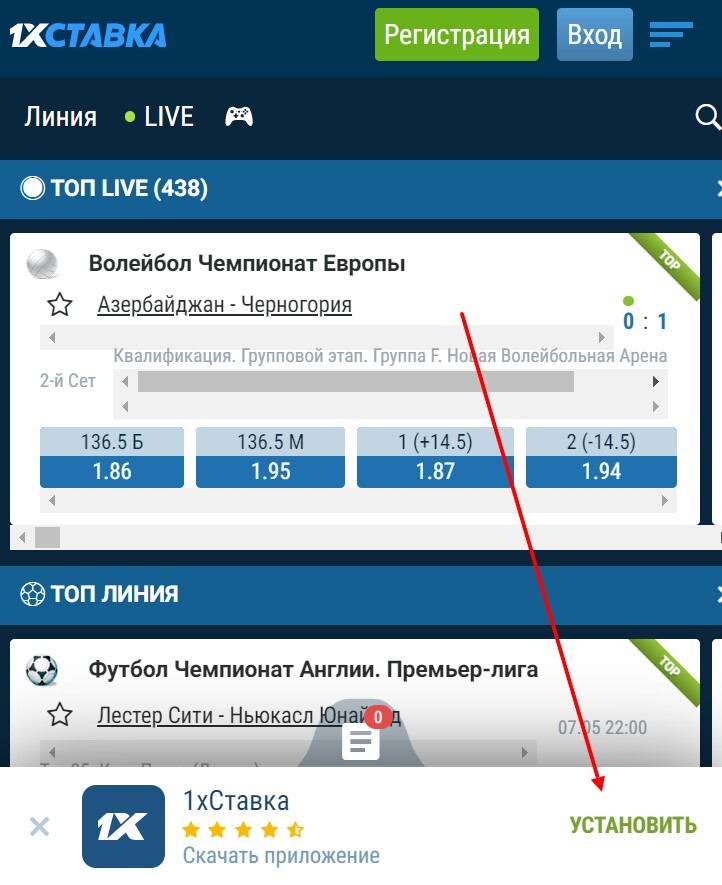 1XСТАВКА
Регистрация
Вход
Линия
LIVE
ТОП LIVE (438)
Волейбол Чемпионат Европы
TOP
Азербайджан - Черногория
0 : 1
Квалификация. Групповой этап. Группа F. Новая Волейбольная Арена
2-й Сет
136.5 Б
136.5 М
1 (+14.5)
2 (-14.5)
1.86
1.95
1.87
1.94
ТОП ЛИНИЯ
Футбол Чемпионат Англии. Премьер-лига
TOP
Лестер Сити - Ньюкасл
0
07.05 22:00
1X
1xСтавка
Скачать приложение
УСТАНОВИТЬ